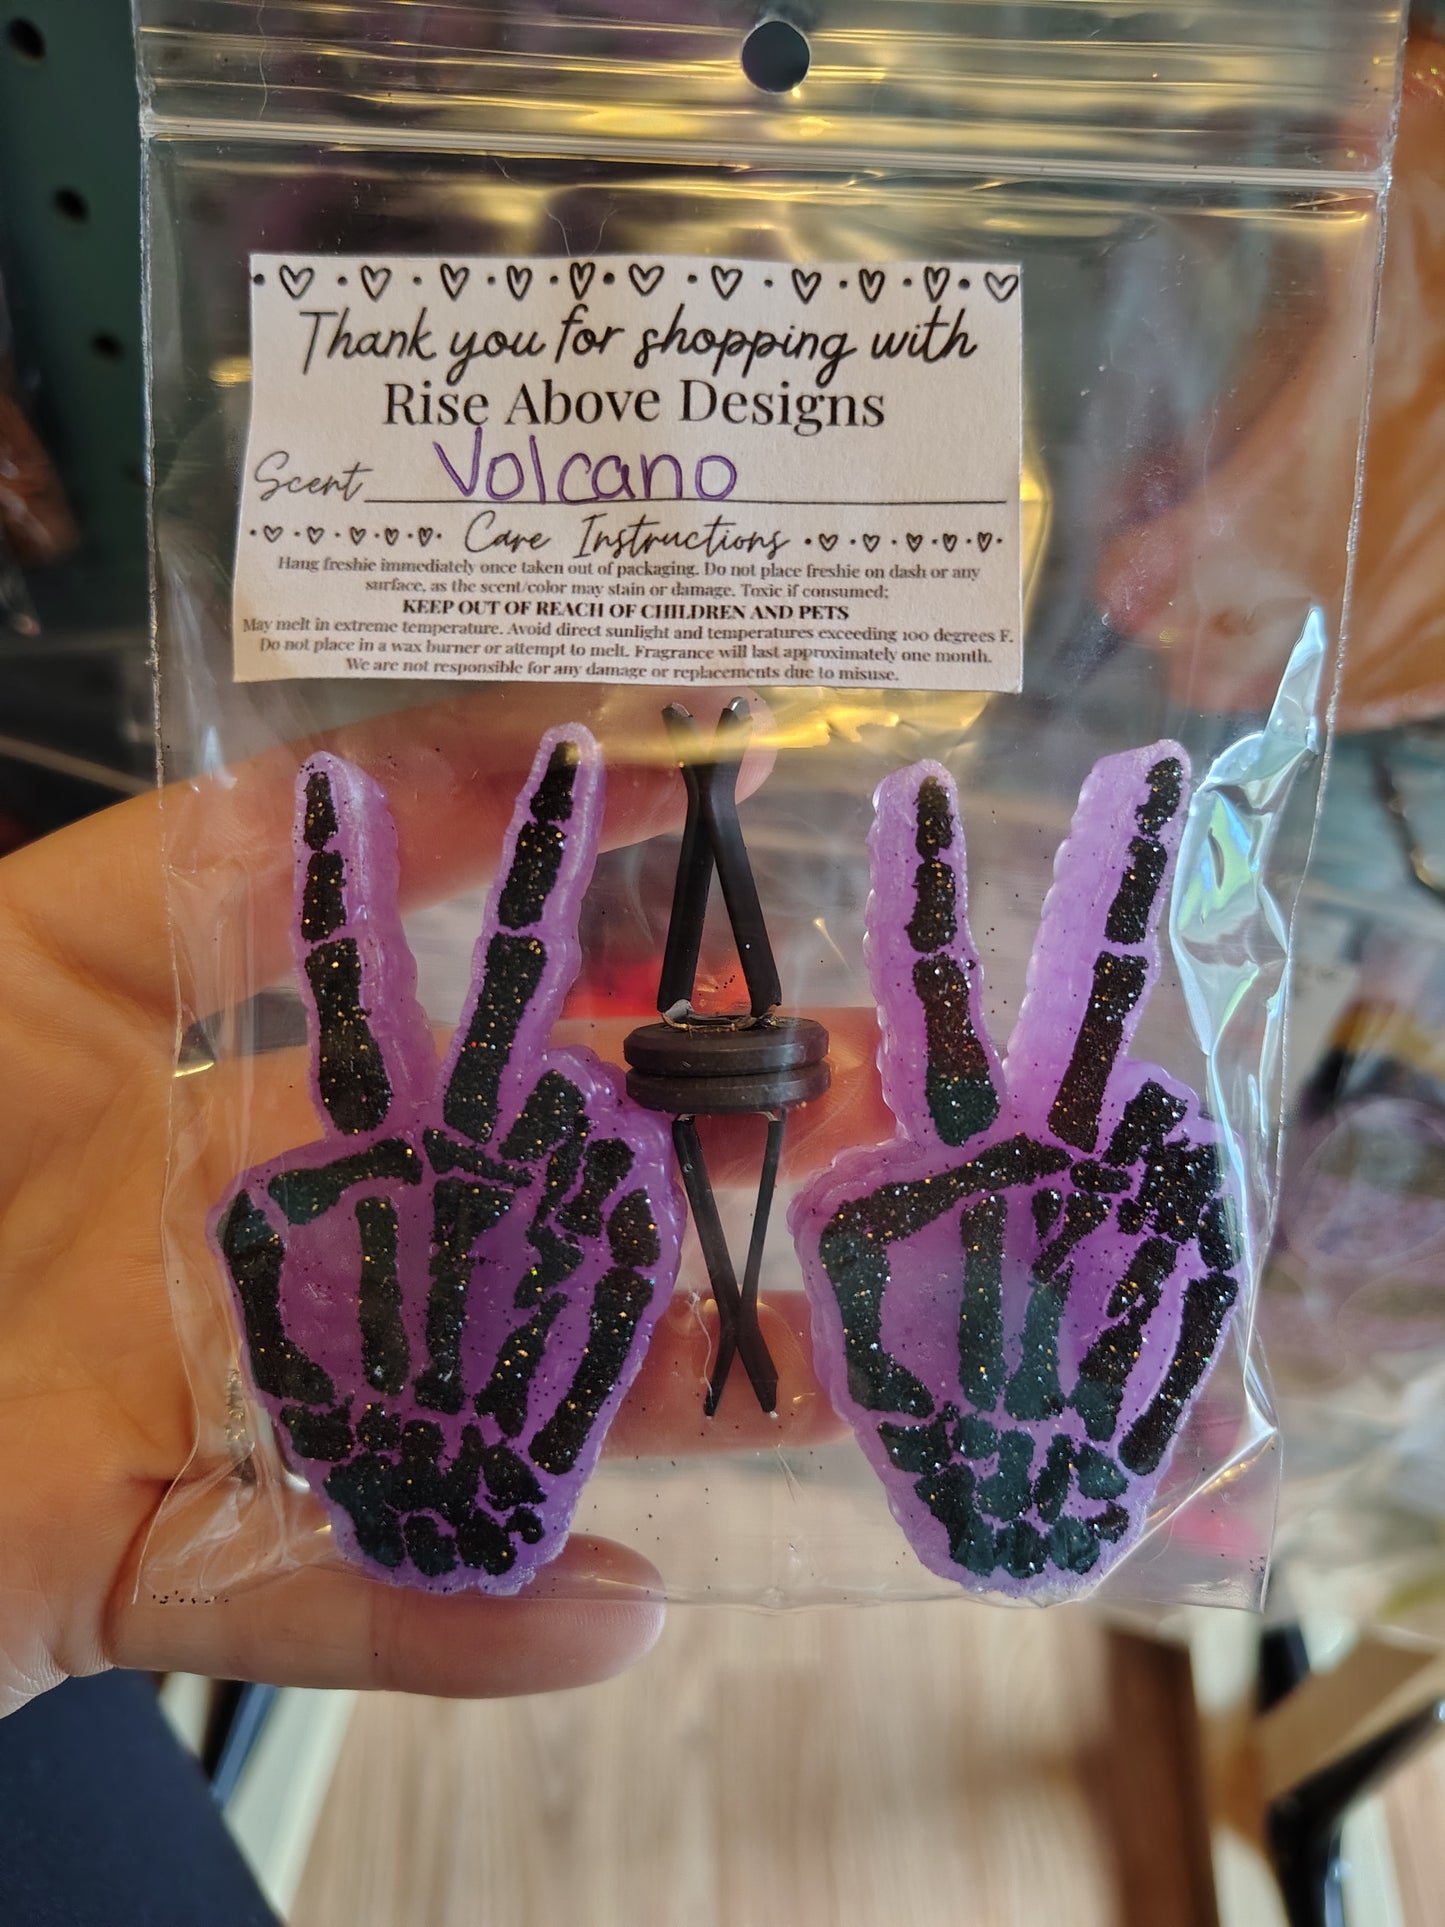 Thank you for shopping with
Rise Above Designs
Scent Volcano
Care Instructions
Hang freshie immediately once taken out of packaging. Do not place freshie on dash or any
surface, as the scent/color may stain or damage. Toxic if consumed;
KEEP OUT OF REACH OF CHILDREN AND PETS
May melt in extreme temperature. Avoid direct sunlight and temperatures exceeding 100 degrees F.
Do not place in a wax burner or attempt to melt. Fragrance will last approximately one month.
We are not responsible for any damage or replacements due to misuse.